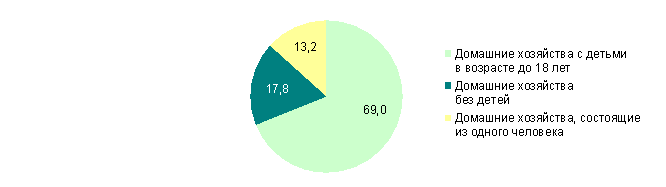 13,2
17,8
69,0
Домашние хозяйства с детьми
в возрасте до 18 лет
Домашние хозяйства
без детей
Домашние хозяйства, состоящие
из одного человека